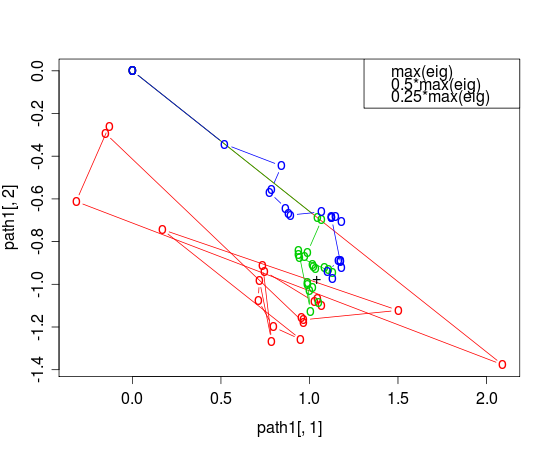 max(eig)
0.5*max(eig)
0.25*max(eig)
0.0
-0.2
-0.4
-0.6
-0.8
-1.0
-1.2
-1.4
path1[, 2]
0.0 0.5 1.0 1.5 2.0
path1[, 1]